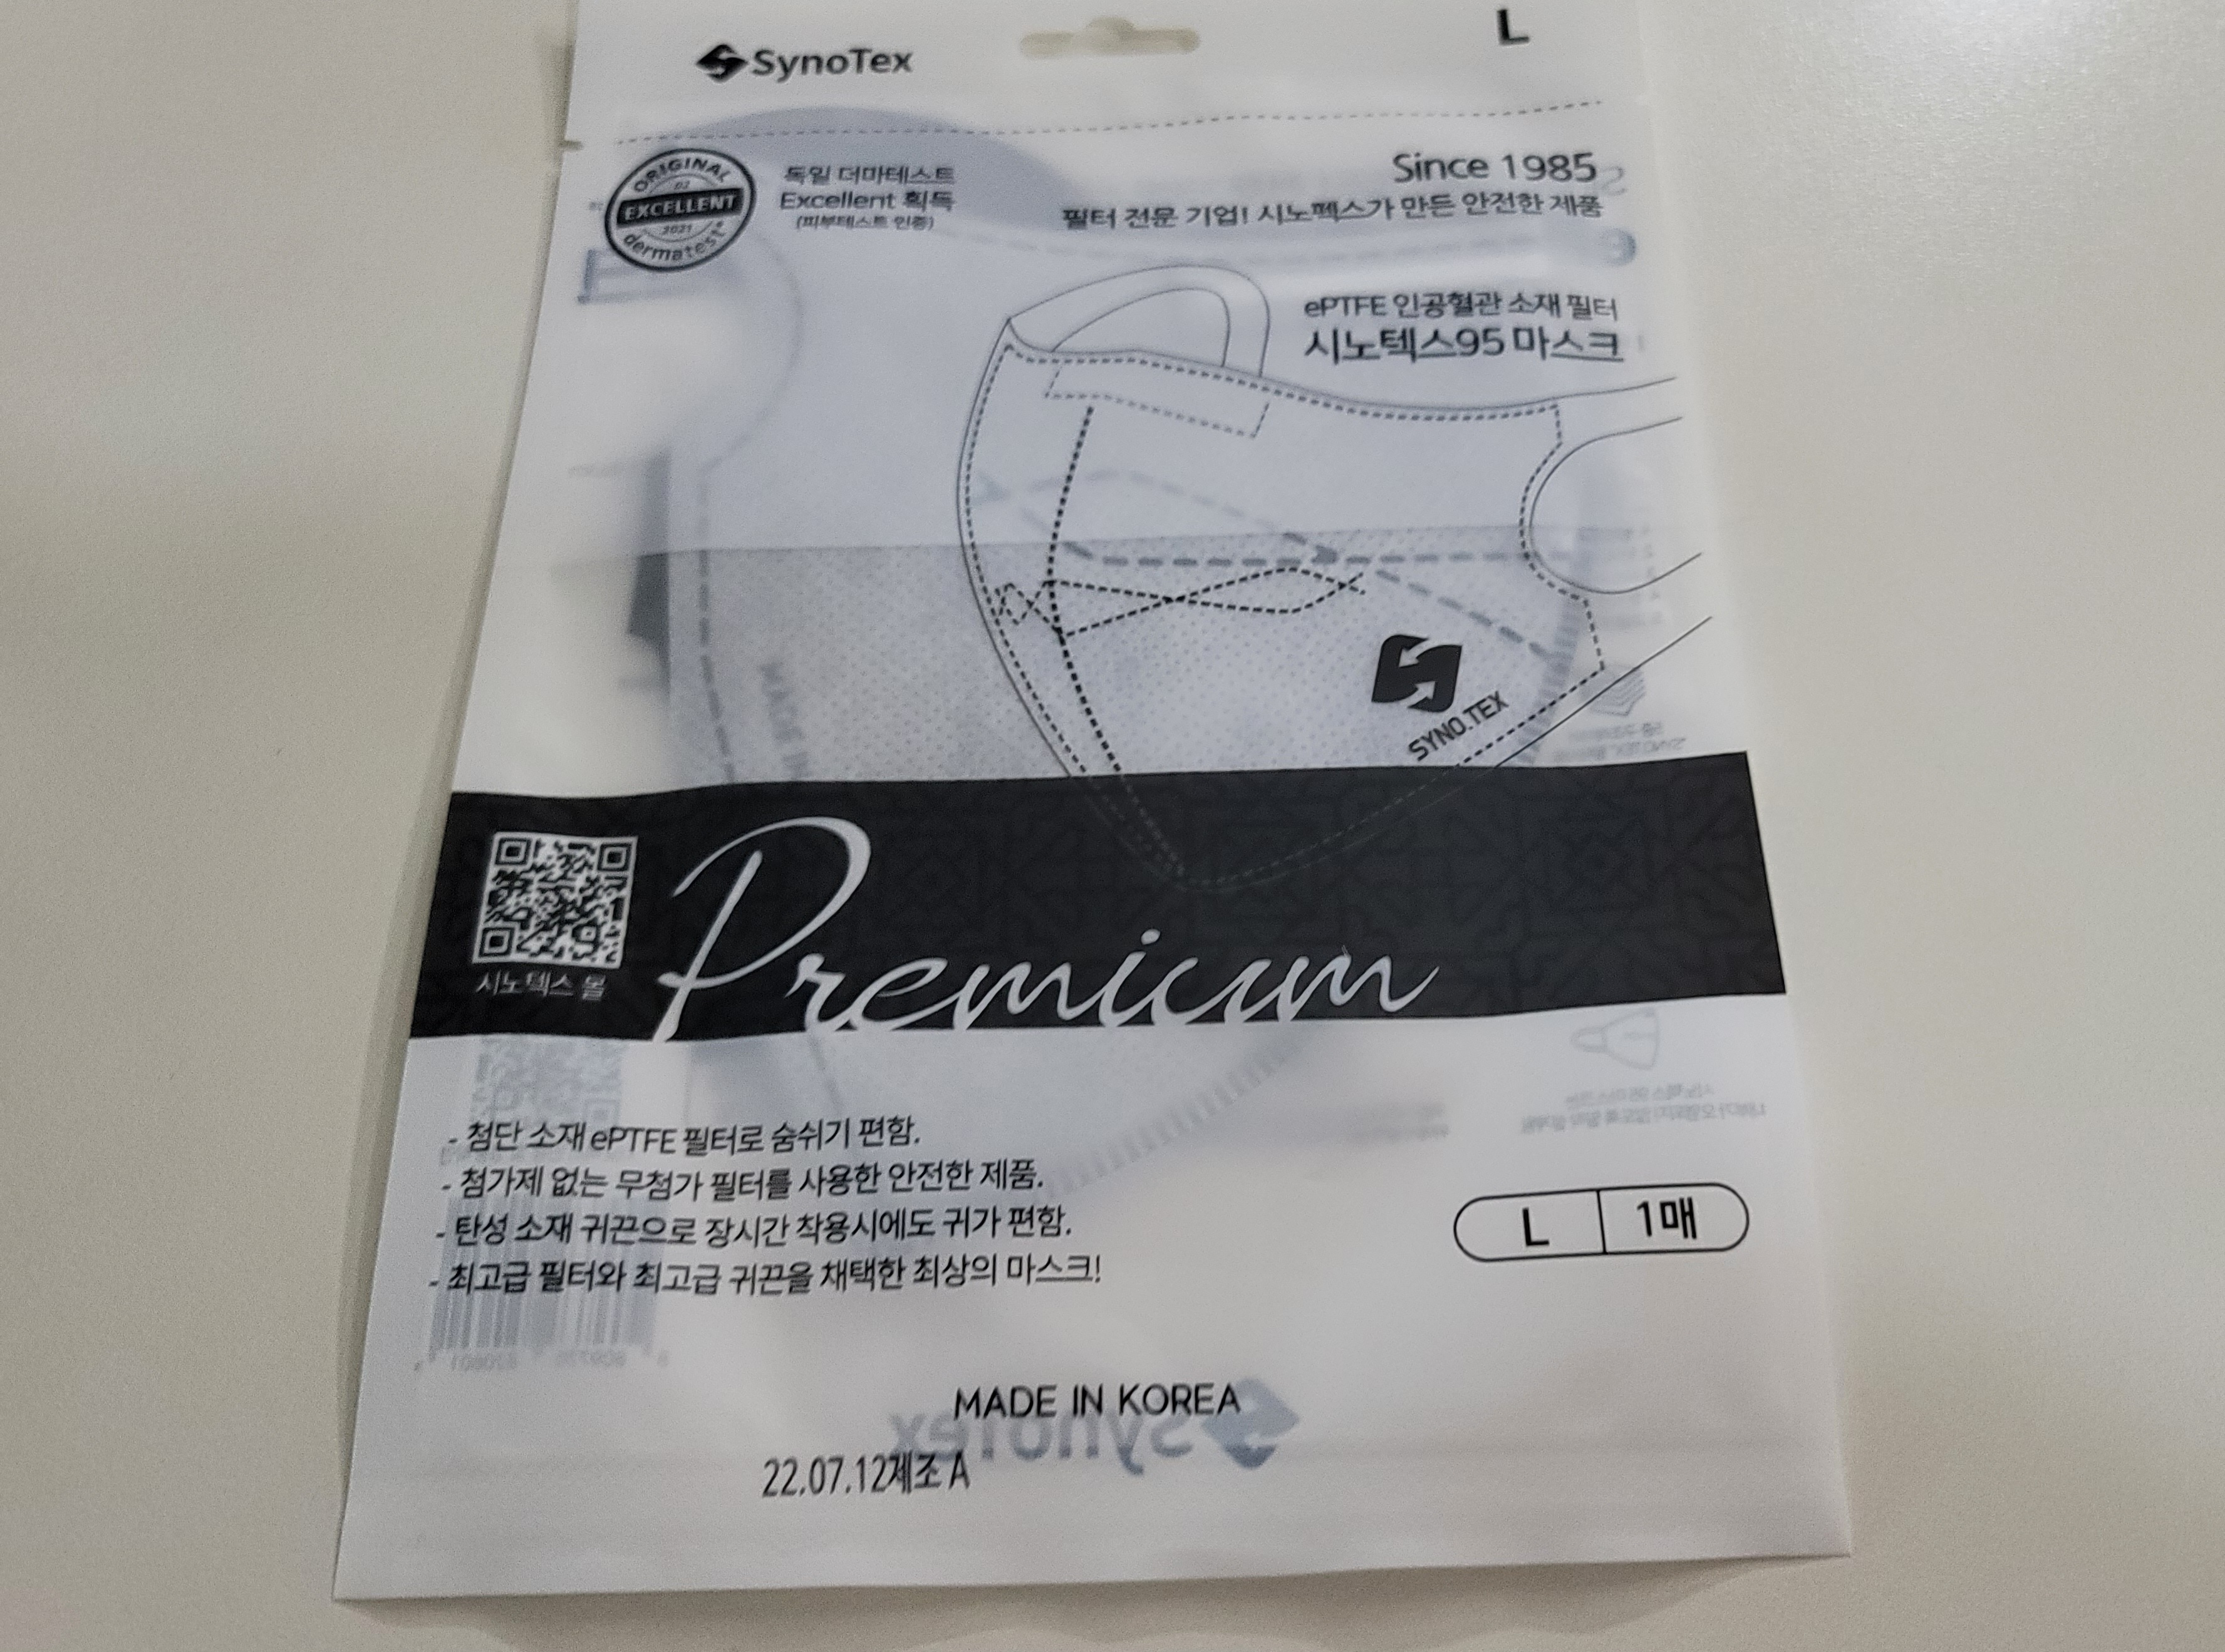 SynoTex
L
ORIGINAL
EXCELLENT
2021
dermatest
독일 더마테스트
Excellent 획득
(피부테스트 인증)
Since 1985
필터 전문 기업! 시노펙스가 만든 안전한 제품
ePTFE 인공혈관 소재 필터
시노텍스95 마스크
MADE IN
SYNO.TEX
시노텍스 몰
Premium
- 첨단 소재 ePTFE 필터로 숨쉬기 편함.
- 첨가제 없는 무첨가 필터를 사용한 안전한 제품.
- 탄성 소재 귀끈으로 장시간 착용시에도 귀가 편함.
- 최고급 필터와 최고급 귀끈을 채택한 최상의 마스크!
L 1매
MADE IN KOREA
SynoTex
22.07.12제조 A